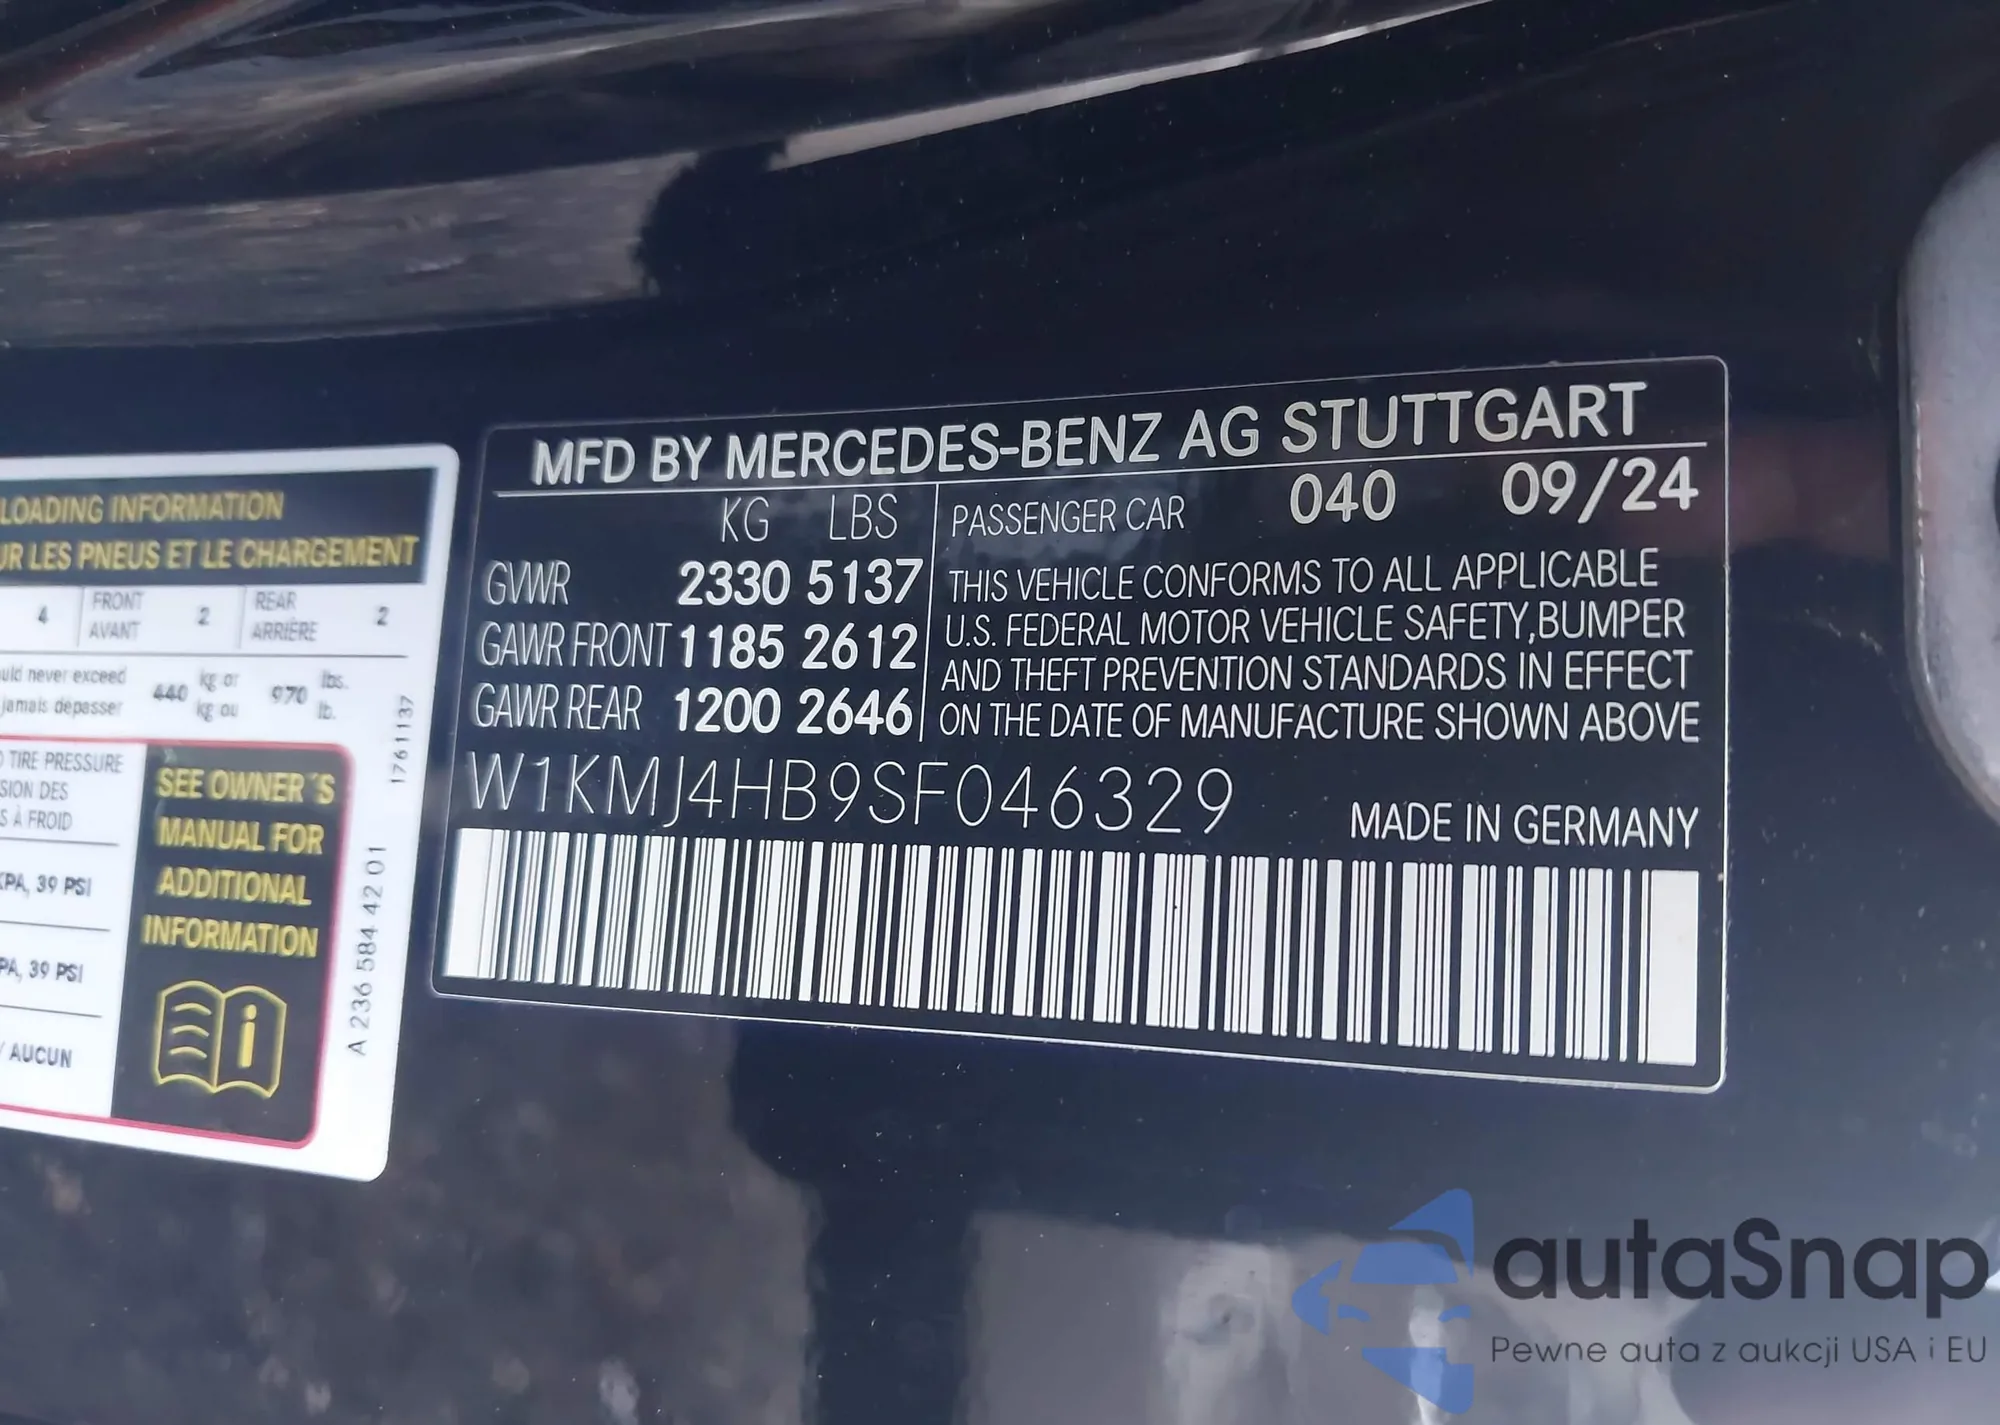 LOADING INFORMATION
UR LES PNEUS ET LE CHARGEMENT
4 FRONT AVANT 2 REAR ARRIÈRE 2
uld never exceed 440 kg or 970 lbs.
jamais dépasser kg ou lb.
TIRE PRESSURE
SION DES
S À FROID
KPA, 39 PSI
PA, 39 PSI
/ AUCUN
SEE OWNER´S
MANUAL FOR
ADDITIONAL
INFORMATION
i
1761137
A 236 584 42 01
MFD BY MERCEDES-BENZ AG STUTTGART
KG LBS PASSENGER CAR 040 09/24
GVWR 2330 5137
GAWR FRONT 1185 2612
GAWR REAR 1200 2646
THIS VEHICLE CONFORMS TO ALL APPLICABLE
U.S. FEDERAL MOTOR VEHICLE SAFETY,BUMPER
AND THEFT PREVENTION STANDARDS IN EFFECT
ON THE DATE OF MANUFACTURE SHOWN ABOVE
W1KMJ4HB9SF046329
MADE IN GERMANY
autaSnap
Pewne auta z aukcji USA i EU